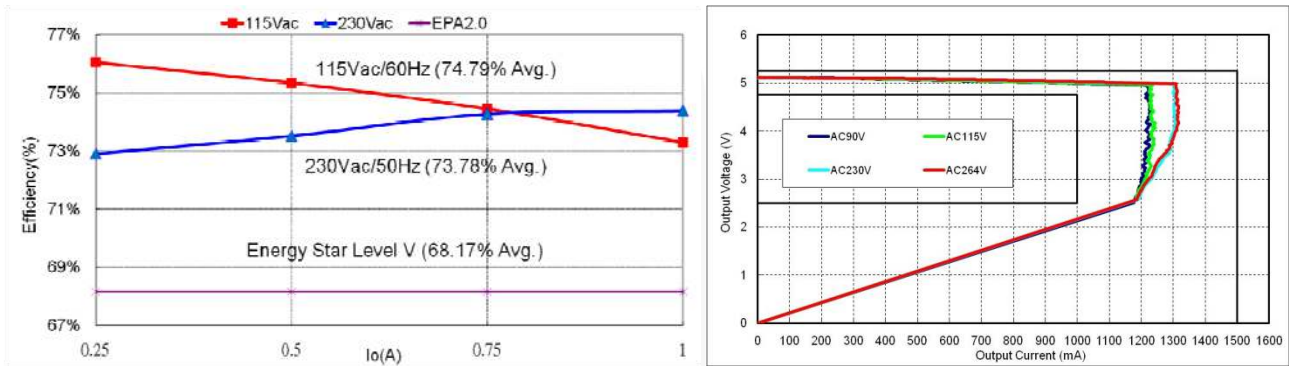 115Vac 230Vac EPA2.0
77%
75%
73%
71%
69%
67%
Efficiency(%)
115Vac/60Hz (74.79% Avg.)
230Vac/50Hz (73.78% Avg.)
Energy Star Level V (68.17% Avg.)
0.25 0.5 0.75 1
Io(A)
6
5
4
3
2
1
0
Output Voltage (V)
AC90V AC115V
AC230V AC264V
0 100 200 300 400 500 600 700 800 900 1000 1100 1200 1300 1400 1500 1600
Output Current (mA)